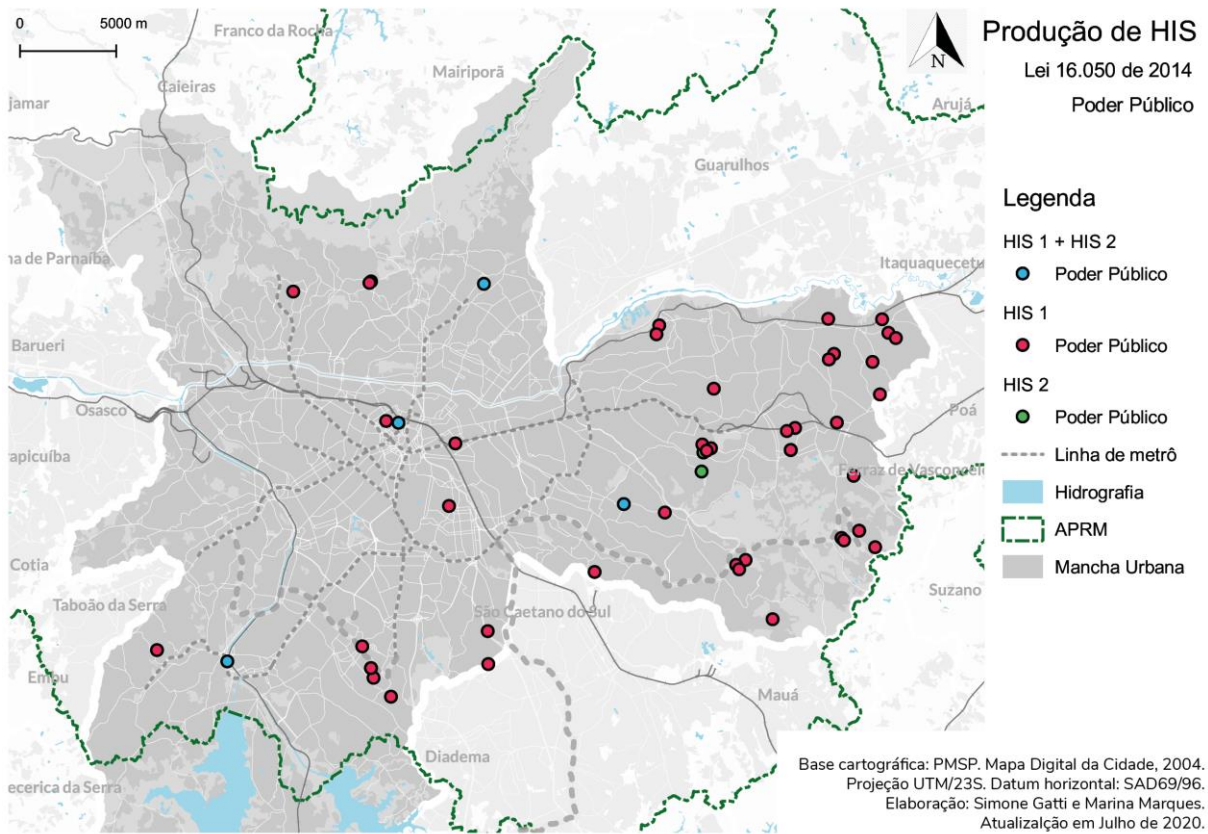 0 5000 m
Franco da Rocha
Mairiporã
Caieiras
jamar
Arujá
Guarulhos
na de Parnaíba
Itaquaquecetu
Barueri
Osasco
Poá
rapicuíba
Ferraz de Vasconcel
Cotia
Taboão da Serra
São Caetano do Sul
Suzano
Embu
Mauá
Diadema
ecerica da Serra
N
Produção de HIS
Lei 16.050 de 2014
Poder Público
Legenda
HIS 1 + HIS 2
Poder Público
HIS 1
Poder Público
HIS 2
Poder Público
Linha de metrô
Hidrografia
APRM
Mancha Urbana
Base cartográfica: PMSP. Mapa Digital da Cidade, 2004.
Projeção UTM/23S. Datum horizontal: SAD69/96.
Elaboração: Simone Gatti e Marina Marques.
Atualizalção em Julho de 2020.